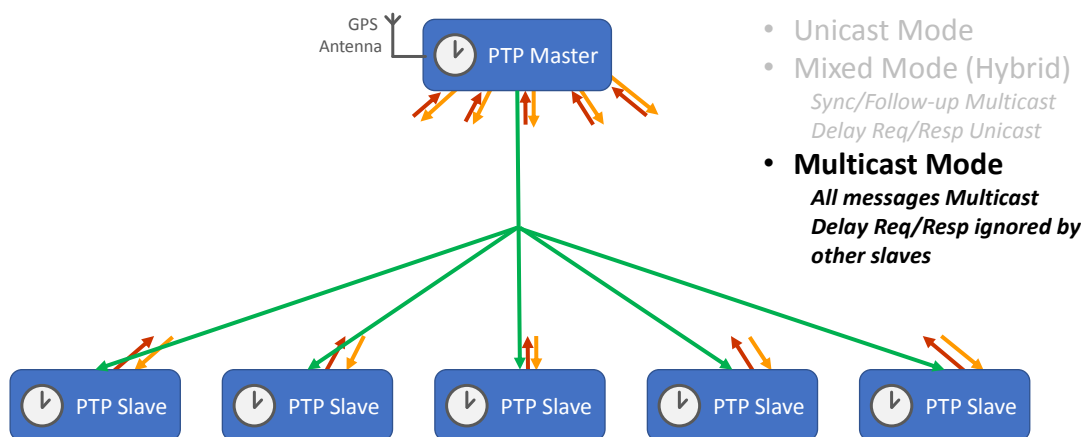 GPS
Antenna
PTP Master
• Unicast Mode
• Mixed Mode (Hybrid)
Sync/Follow-up Multicast
Delay Req/Resp Unicast
• Multicast Mode
All messages Multicast
Delay Req/Resp ignored by
other slaves
PTP Slave
PTP Slave
PTP Slave
PTP Slave
PTP Slave